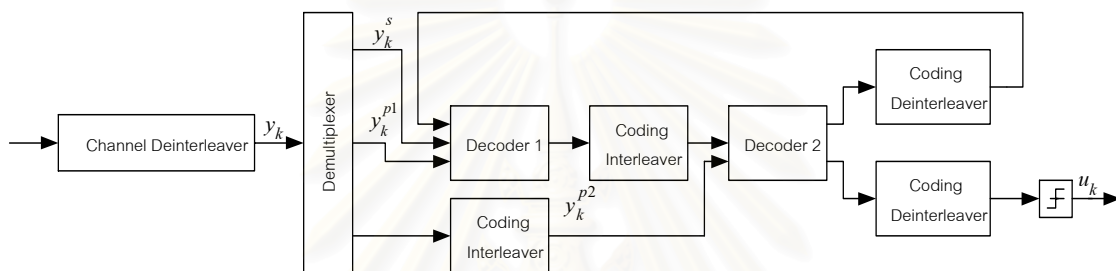 Channel Deinterleaver
y_k
Demultiplexer
y_k^s
y_k^{p1}
Decoder 1
Coding
Interleaver
Decoder 2
Coding
Deinterleaver
Coding
Interleaver
y_k^{p2}
Coding
Deinterleaver
u_k